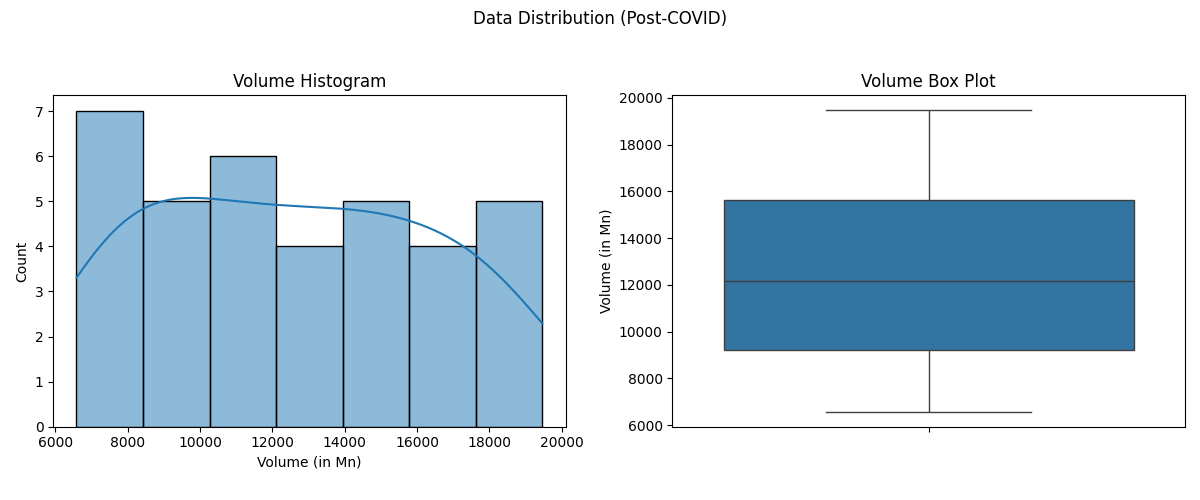 Data Distribution (Post-COVID)
Volume Histogram
7
6
5
4
3
2
1
0
Count
6000 8000 10000 12000 14000 16000 18000 20000
Volume (in Mn)
Volume Box Plot
20000
18000
16000
14000
12000
10000
8000
6000
Volume (in Mn)